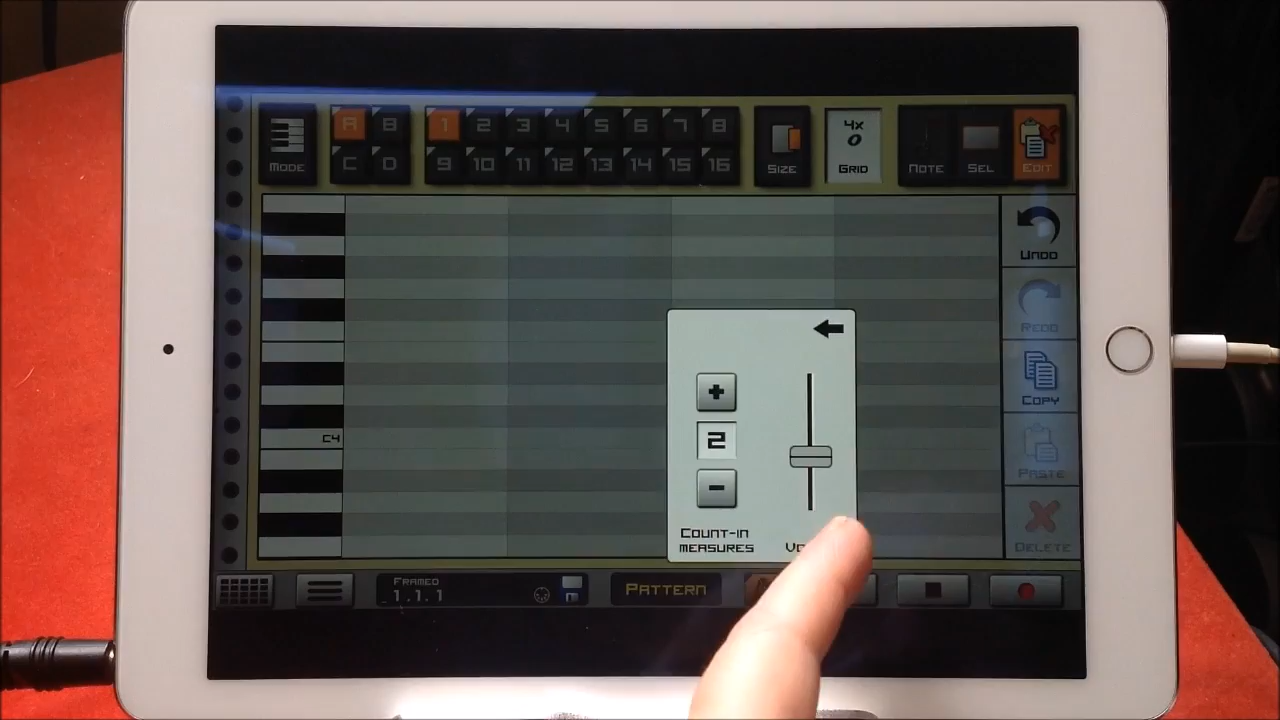 A B 1 2 3 4 5 6 7 8 4x 0
MODE C D 9 10 11 12 13 14 15 16 SIZE GRID NOTE SEL EDIT
UNDO
REDO
COPY
C4
2
PASTE
COUNT-IN
MEASURES
DELETE
FRAMED
1.1.1
PATTERN